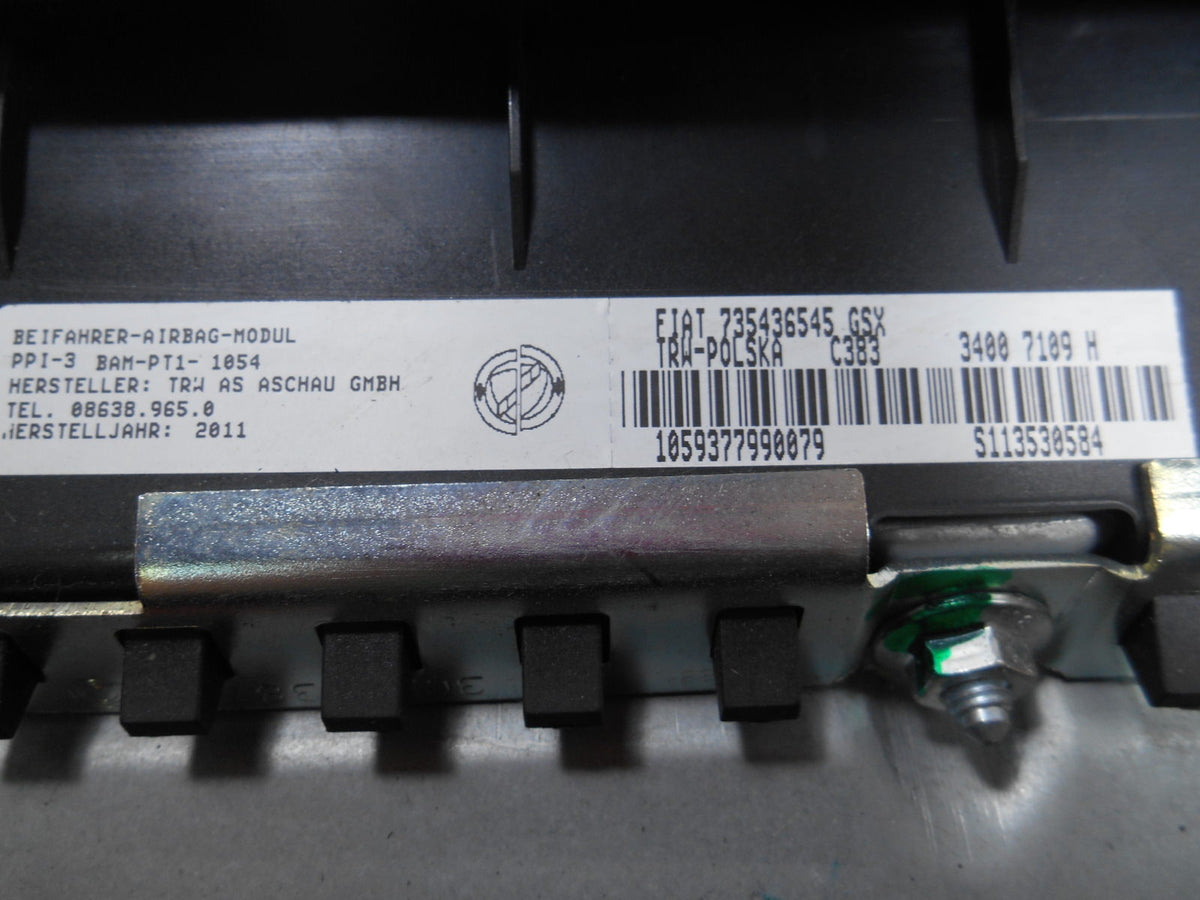 BEIFAHRER-AIRBAG-MODUL
PPI-3 BAM-PT1- 1054
HERSTELLER: TRW AS ASCHAU GMBH
TEL. 08638.965.0
HERSTELLJAHR: 2011
FIAT 735436545 GSX
TRW-POLSKA C383 3400 7109 H
1059377990079 S113530584